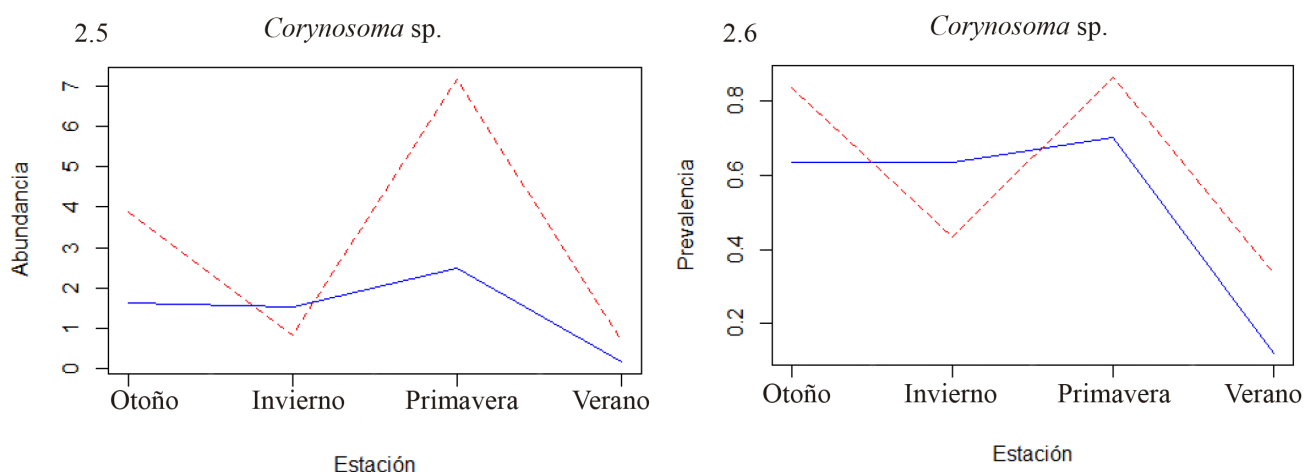 2.5
Corynosoma sp.
Abundancia
7
6
5
4
3
2
1
0
Otoño Invierno Primavera Verano
Estación
2.6
Corynosoma sp.
Prevalencia
0.8
0.6
0.4
0.2
Otoño Invierno Primavera Verano
Estación